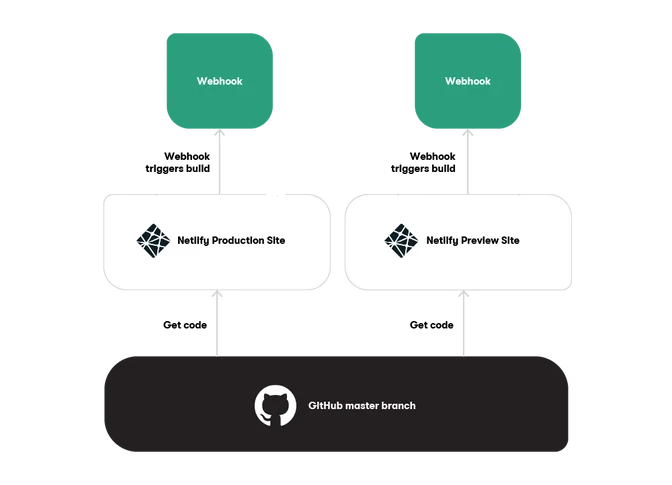 Webhook
Webhook
Webhook
triggers build
Webhook
triggers build
Netlify Production Site
Netlify Preview Site
Get code
Get code
GitHub master branch